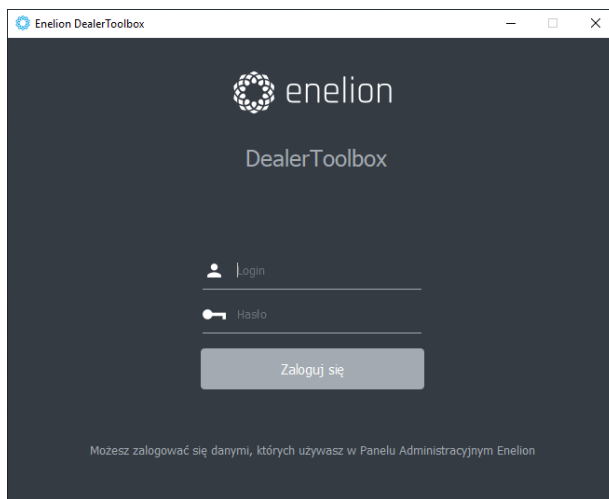 Enelion DealerToolbox
enelion
DealerToolbox
Login
Hasło
Zaloguj się
Możesz zalogować się danymi, których używasz w Panelu Administracyjnym Enelion